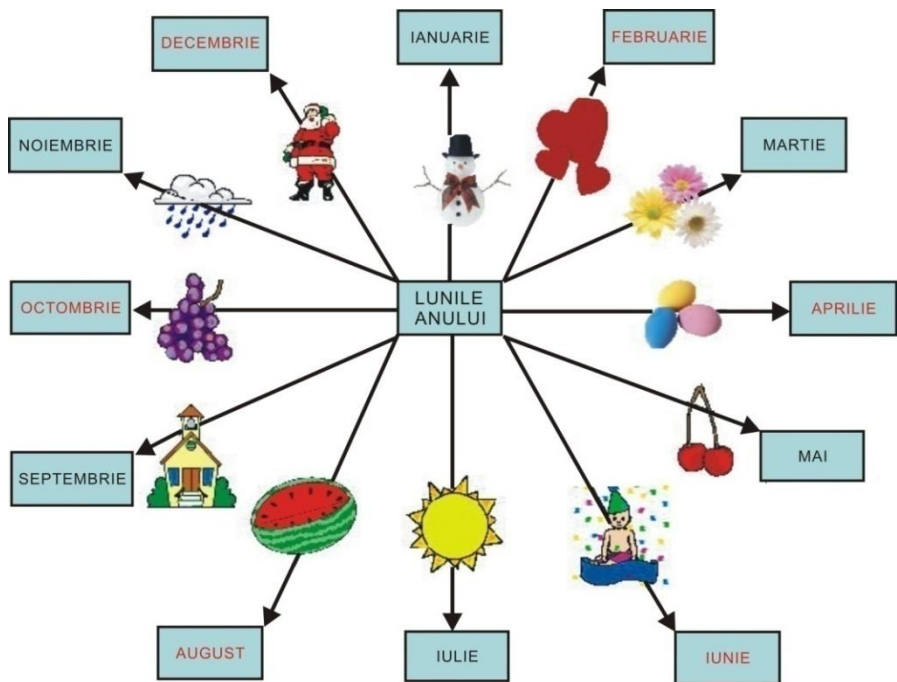 DECEMBRIE
IANUARIE
FEBRUARIE
NOIEMBRIE
MARTIE
OCTOMBRIE
LUNILE
ANULUI
APRILIE
SEPTEMBRIE
MAI
AUGUST
IULIE
IUNIE